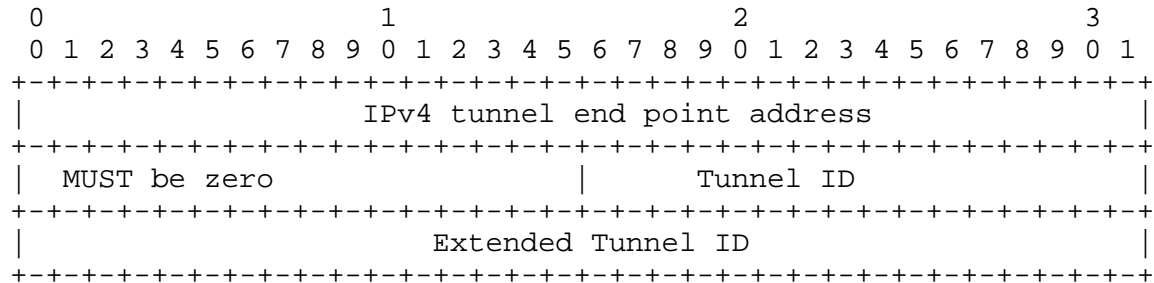 0                   1                   2                   3
 0 1 2 3 4 5 6 7 8 9 0 1 2 3 4 5 6 7 8 9 0 1 2 3 4 5 6 7 8 9 0 1
+-+-+-+-+-+-+-+-+-+-+-+-+-+-+-+-+-+-+-+-+-+-+-+-+-+-+-+-+-+-+-+-+
|                   IPv4 tunnel end point address               |
+-+-+-+-+-+-+-+-+-+-+-+-+-+-+-+-+-+-+-+-+-+-+-+-+-+-+-+-+-+-+-+-+
|  MUST be zero                 |      Tunnel ID                |
+-+-+-+-+-+-+-+-+-+-+-+-+-+-+-+-+-+-+-+-+-+-+-+-+-+-+-+-+-+-+-+-+
|                       Extended Tunnel ID                      |
+-+-+-+-+-+-+-+-+-+-+-+-+-+-+-+-+-+-+-+-+-+-+-+-+-+-+-+-+-+-+-+-+